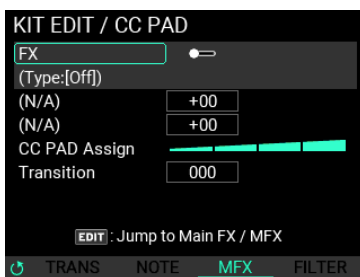 KIT EDIT / CC PAD
FX
(Type:[Off])
(N/A) +00
(N/A) +00
CC PAD Assign
Transition 000
EDIT : Jump to Main FX / MFX
TRANS NOTE MFX FILTER